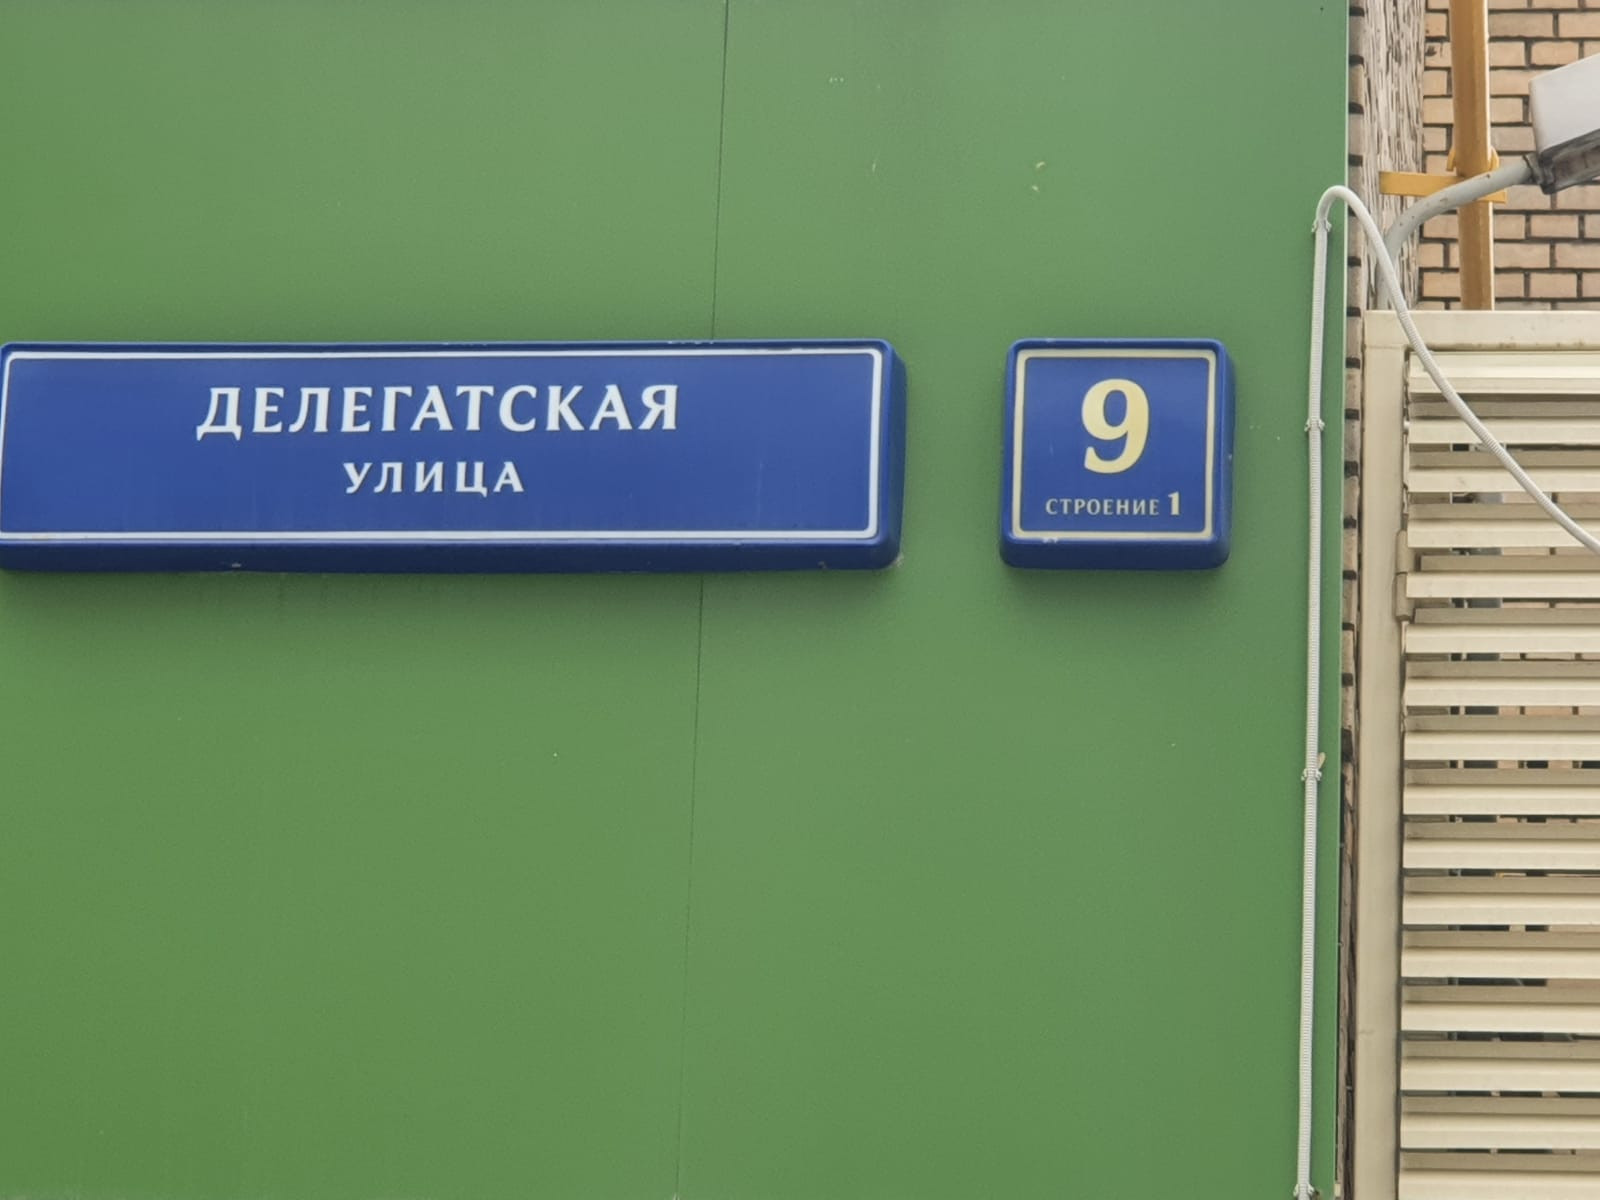 ДЕЛЕГАТСКАЯ
УЛИЦА
9
СТРОЕНИЕ 1